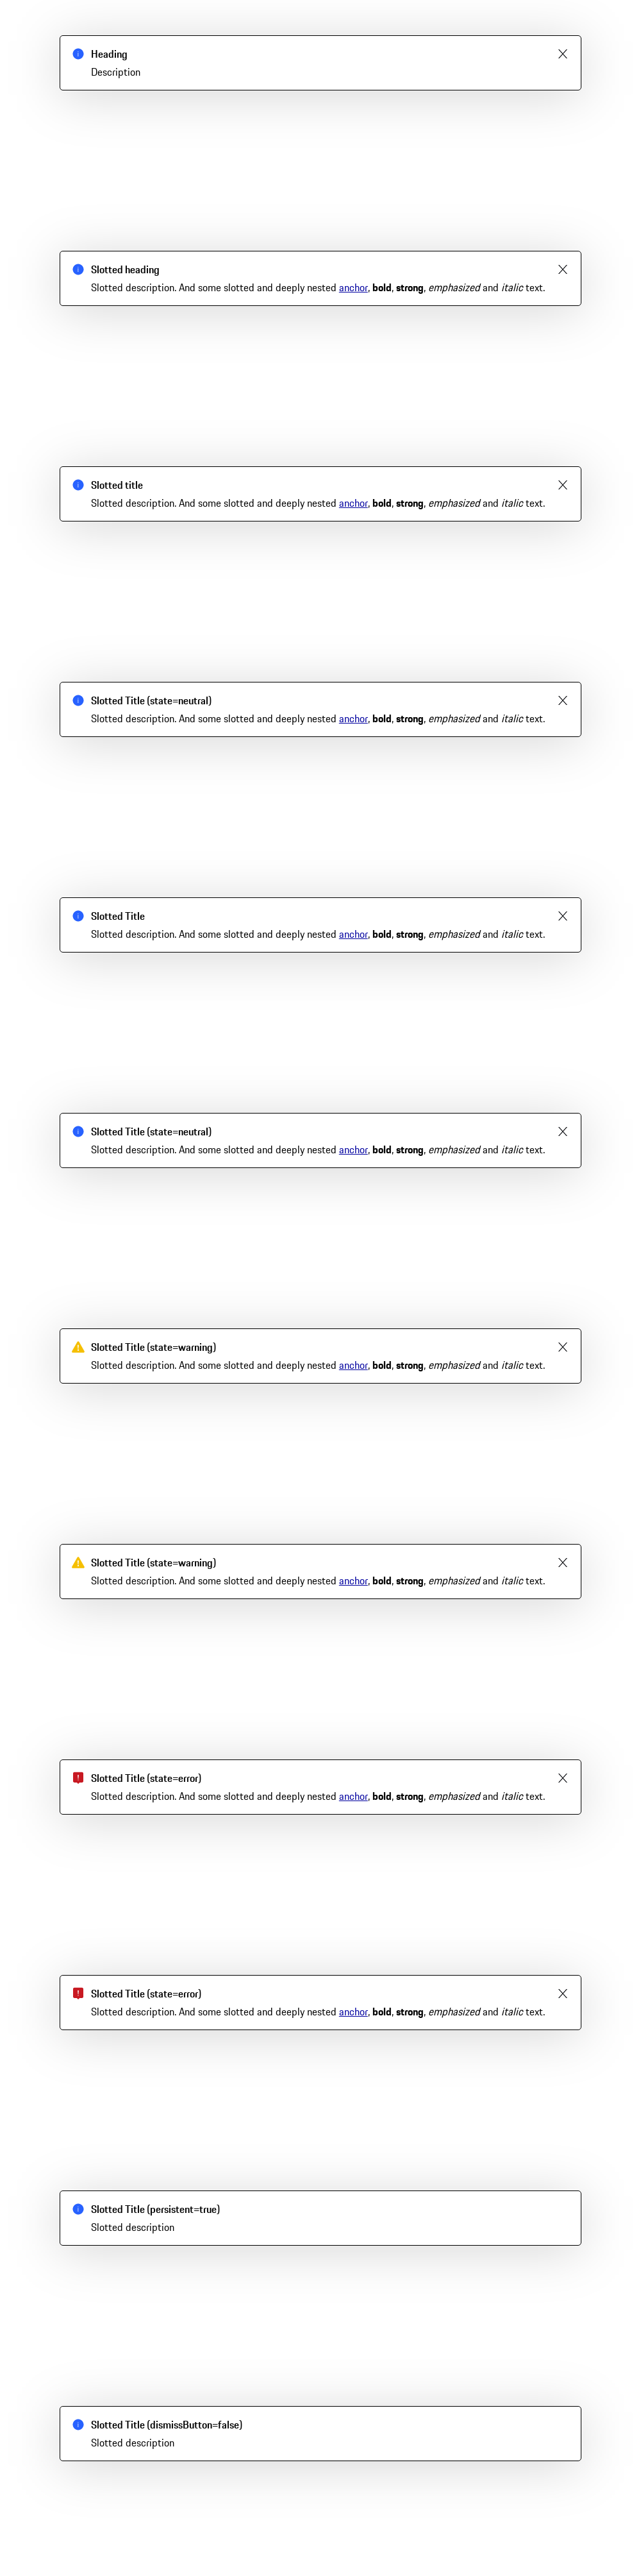 Heading
Description
Slotted heading
Slotted description. And some slotted and deeply nested anchor, bold, strong, emphasized and italic text.
Slotted title
Slotted description. And some slotted and deeply nested anchor, bold, strong, emphasized and italic text.
Slotted Title (state=neutral)
Slotted description. And some slotted and deeply nested anchor, bold, strong, emphasized and italic text.
Slotted Title
Slotted description. And some slotted and deeply nested anchor, bold, strong, emphasized and italic text.
Slotted Title (state=neutral)
Slotted description. And some slotted and deeply nested anchor, bold, strong, emphasized and italic text.
Slotted Title (state=warning)
Slotted description. And some slotted and deeply nested anchor, bold, strong, emphasized and italic text.
Slotted Title (state=warning)
Slotted description. And some slotted and deeply nested anchor, bold, strong, emphasized and italic text.
Slotted Title (state=error)
Slotted description. And some slotted and deeply nested anchor, bold, strong, emphasized and italic text.
Slotted Title (state=error)
Slotted description. And some slotted and deeply nested anchor, bold, strong, emphasized and italic text.
Slotted Title (persistent=true)
Slotted description
Slotted Title (dismissButton=false)
Slotted description